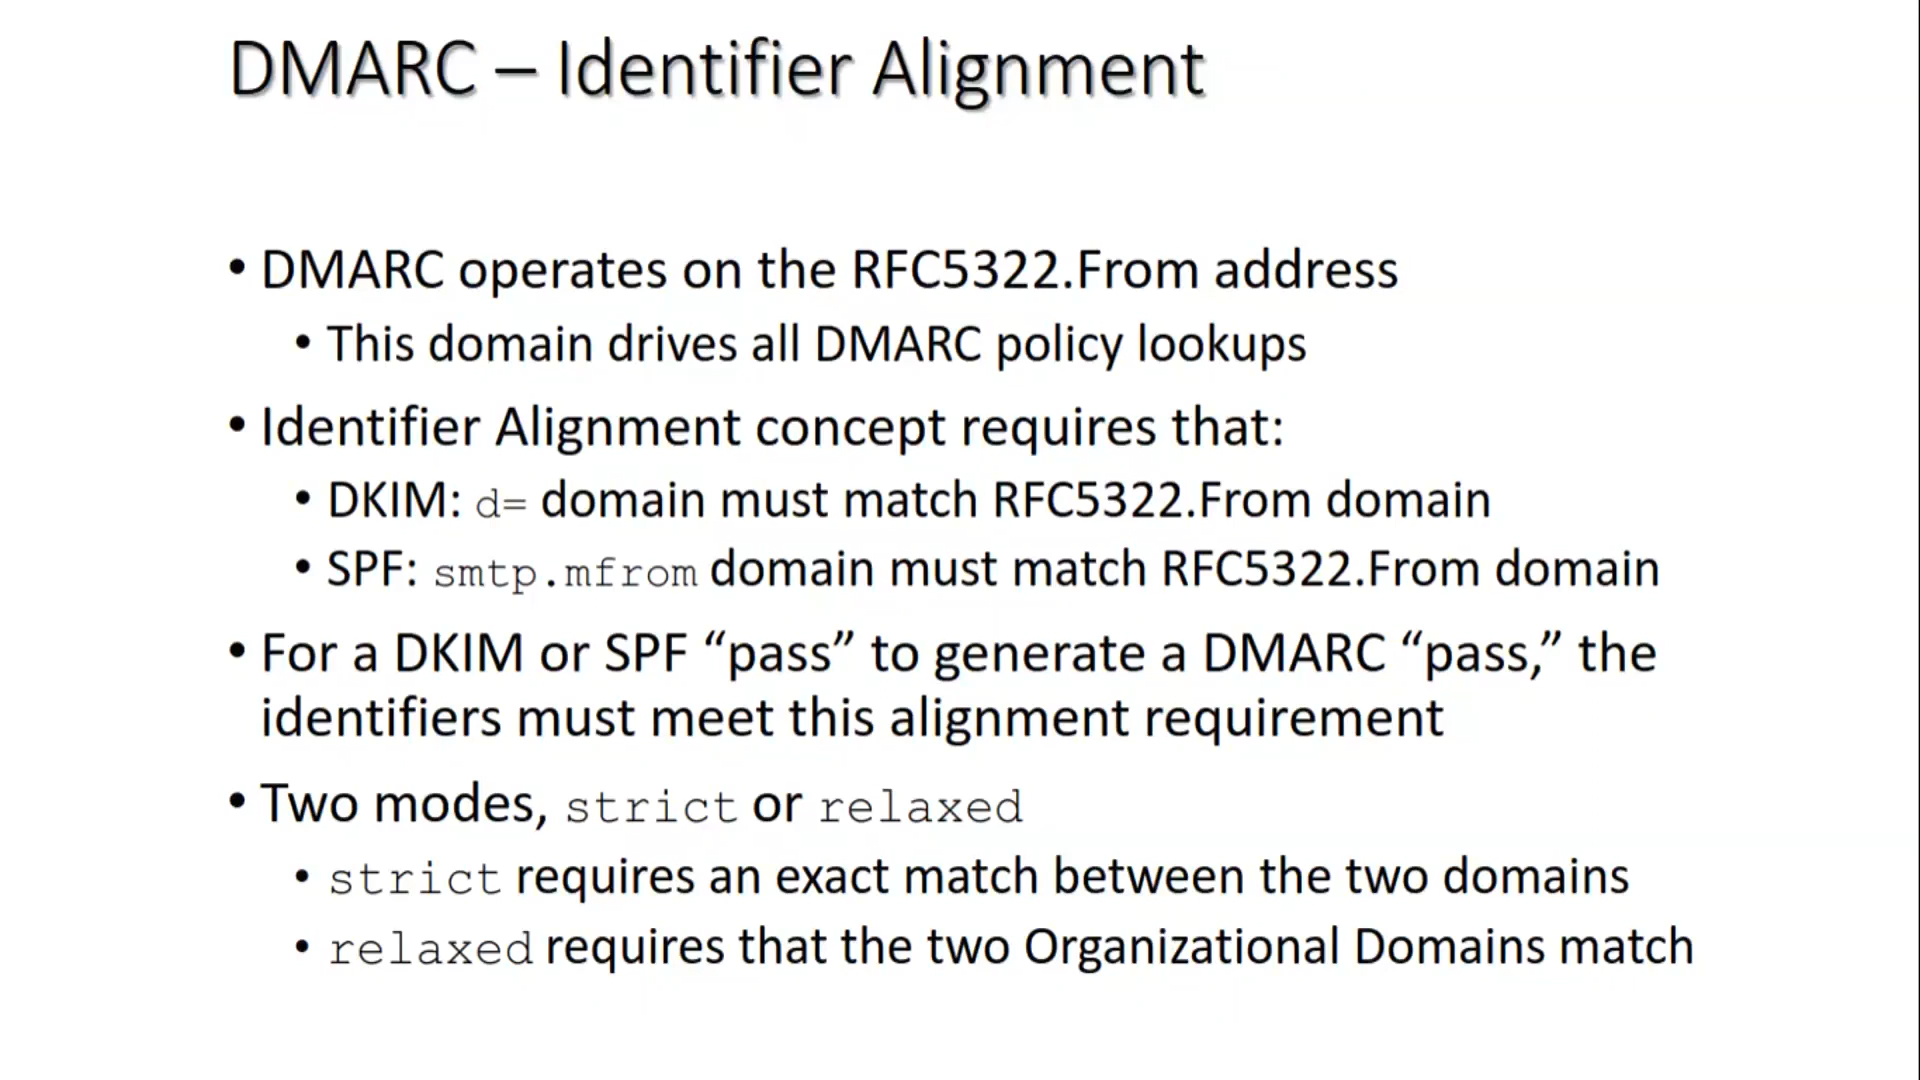 DMARC – Identifier Alignment
• DMARC operates on the RFC5322.From address
• This domain drives all DMARC policy lookups
• Identifier Alignment concept requires that:
• DKIM: d= domain must match RFC5322.From domain
• SPF: smtp.mfrom domain must match RFC5322.From domain
• For a DKIM or SPF “pass” to generate a DMARC “pass,” the
identifiers must meet this alignment requirement
• Two modes, strict or relaxed
• strict requires an exact match between the two domains
• relaxed requires that the two Organizational Domains match